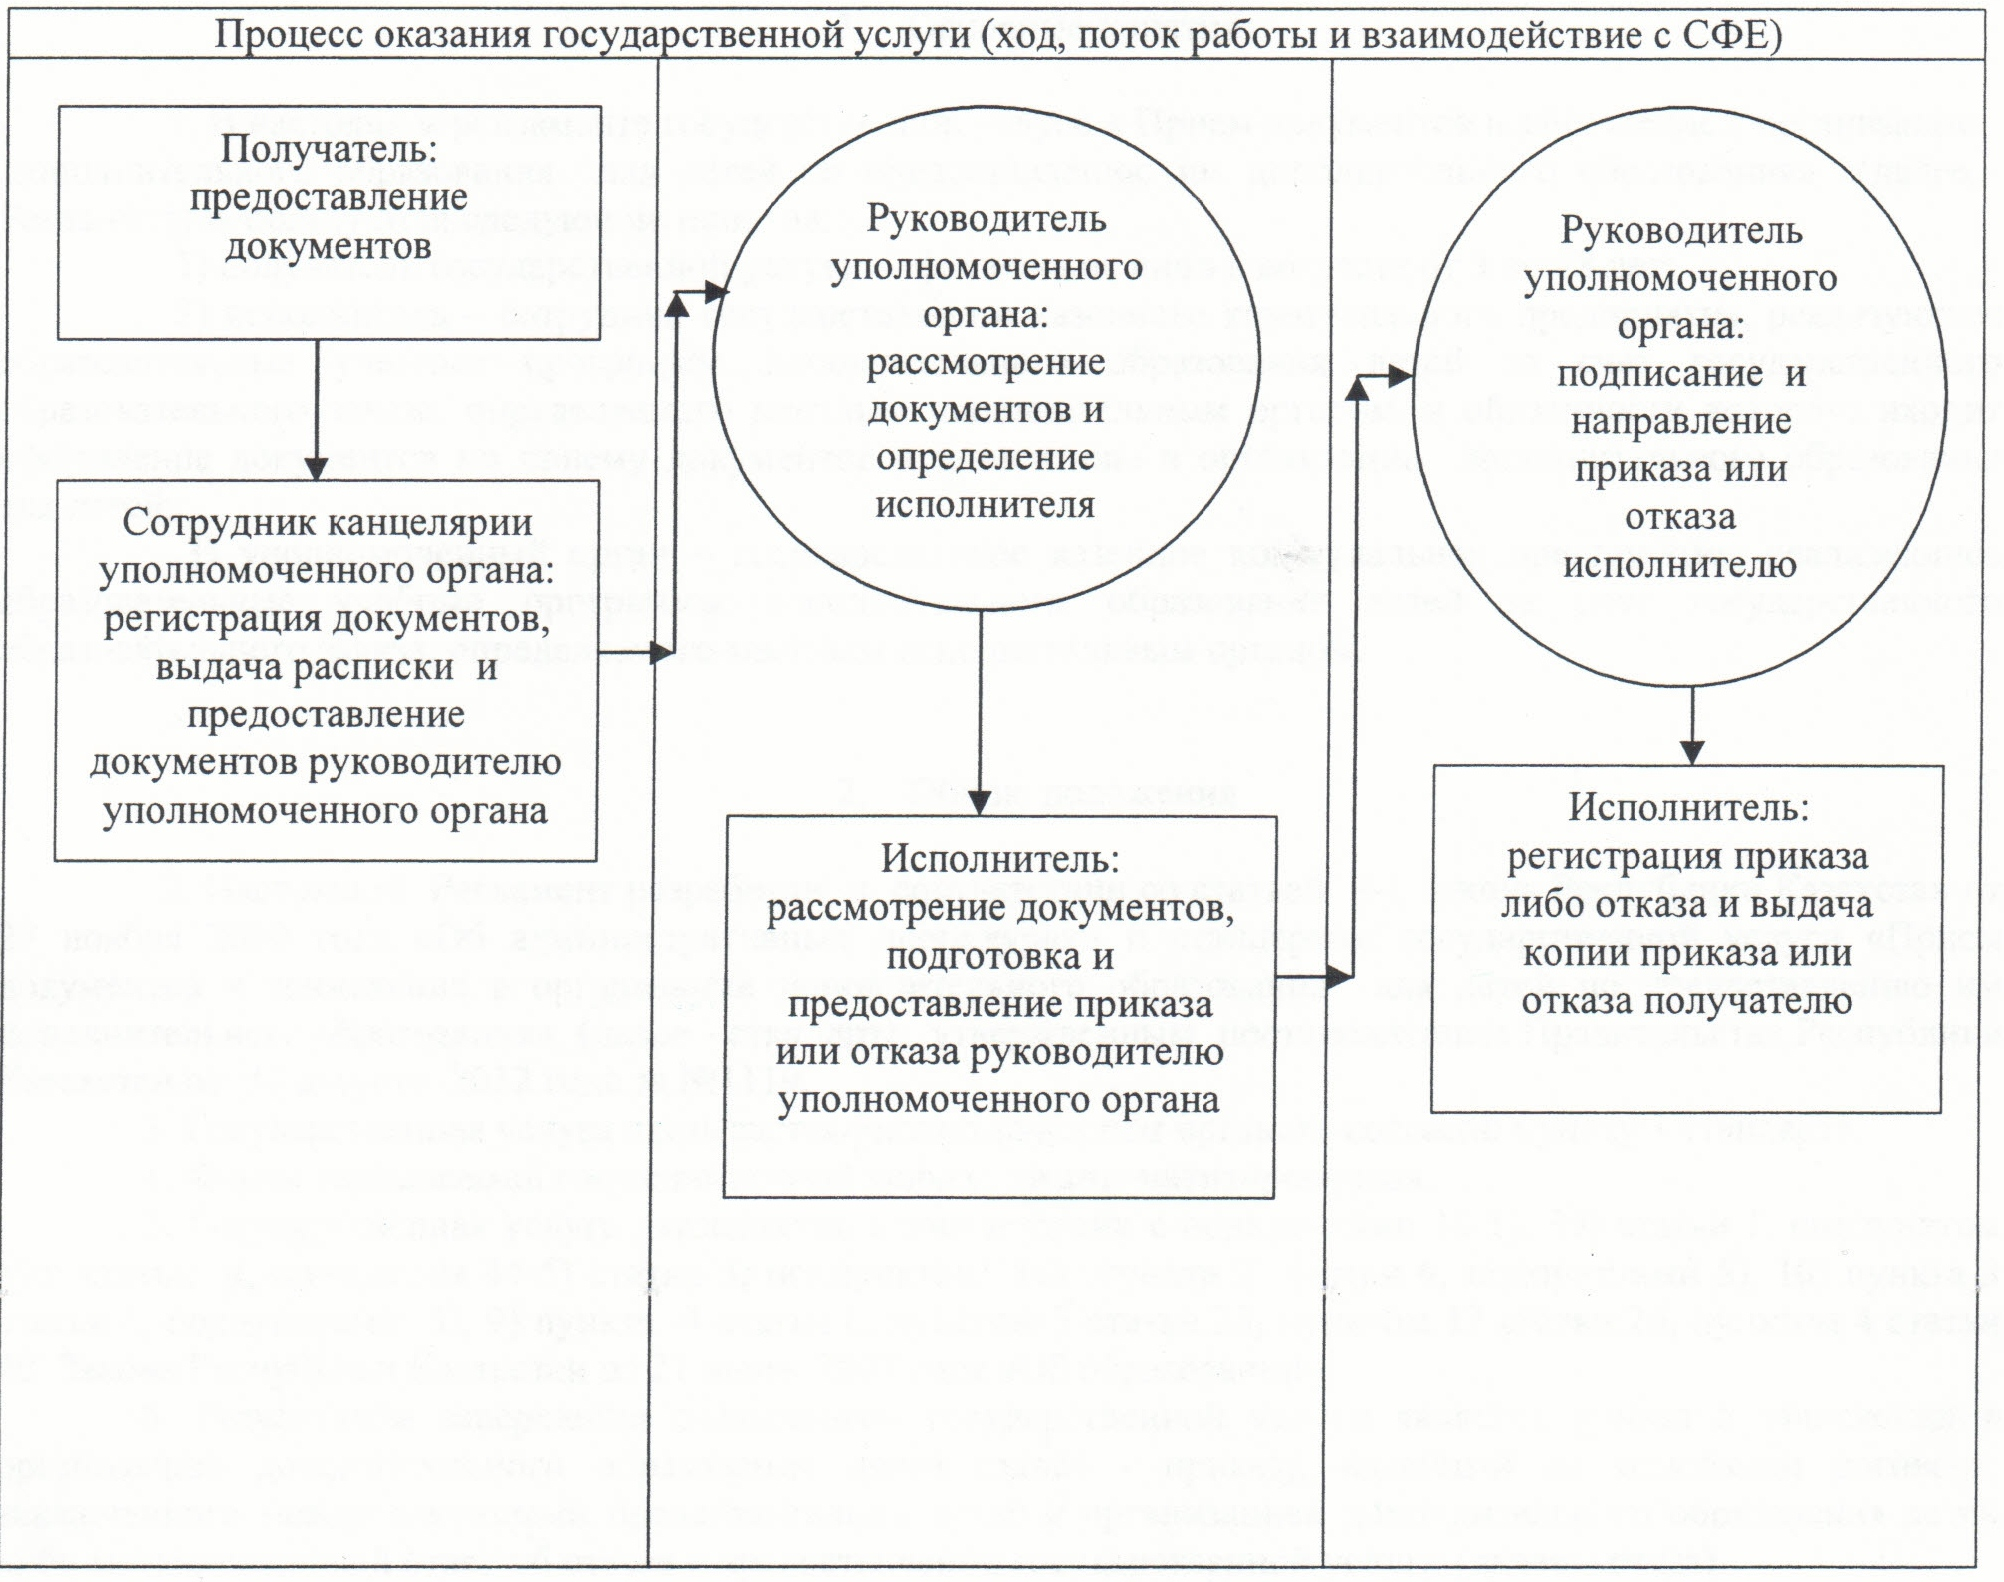 Процесс оказания государственной услуги (ход, поток работы и взаимодействие с СФЕ)
Получатель:
предоставление
документов
Сотрудник канцелярии
уполномоченного органа:
регистрация документов,
выдача расписки и
предоставление
документов руководителю
уполномоченного органа
Руководитель
уполномоченного
органа:
рассмотрение
документов и
определение
исполнителя
Исполнитель:
рассмотрение документов,
подготовка и
предоставление приказа
или отказа руководителю
уполномоченного органа
Руководитель
уполномоченного
органа:
подписание и
направление
приказа или
отказа
исполнителю
Исполнитель:
регистрация приказа
либо отказа и выдача
копии приказа или
отказа получателю